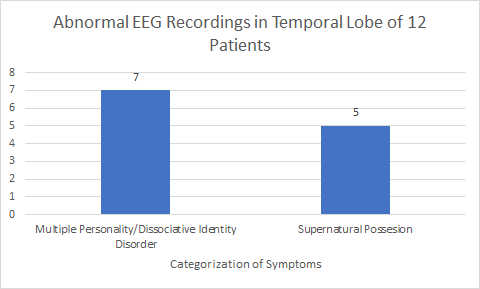 Abnormal EEG Recordings in Temporal Lobe of 12
Patients
8
7
6
5
4
3
2
1
0
7
5
Multiple Personality/Dissociative Identity
Disorder
Supernatural Possesion
Categorization of Symptoms